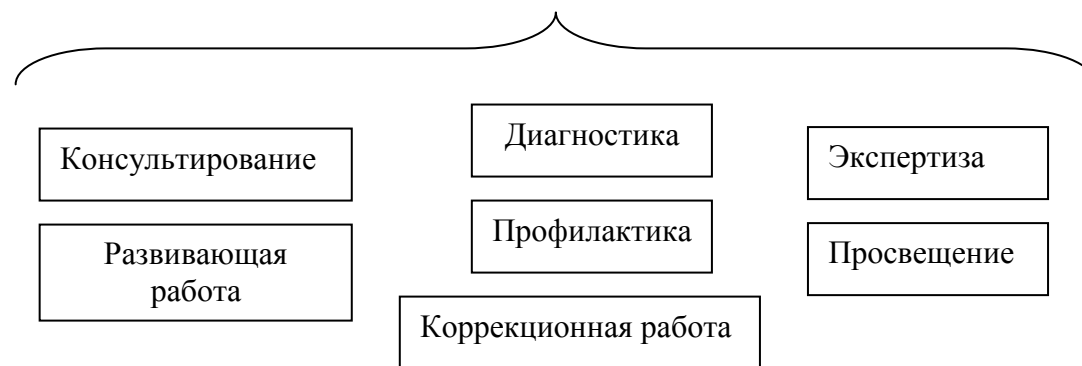 Консультирование
Развивающая
работа
Диагностика
Профилактика
Коррекционная работа
Экспертиза
Просвещение